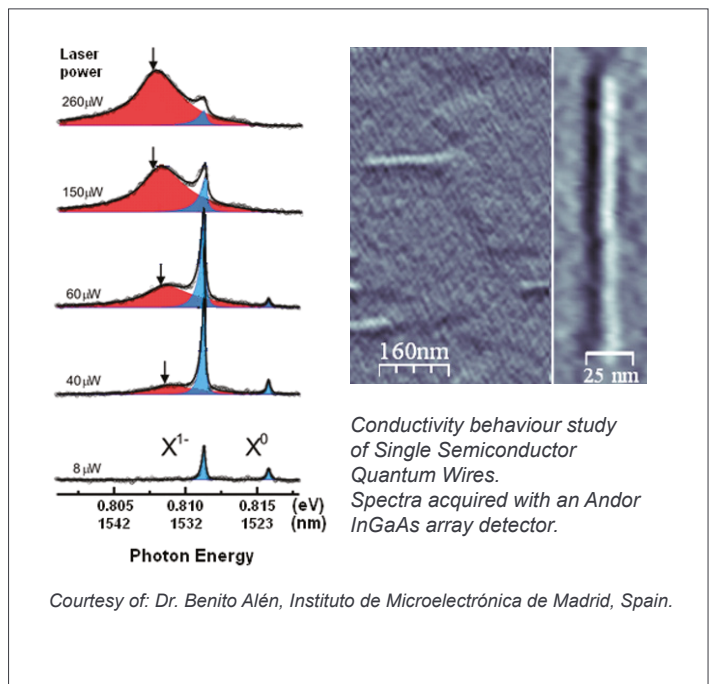 Laser
power
260µW
150µW
60µW
40µW
8µW
X1-
X0
0.805 0.810 0.815 (eV)
1542 1532 1523 (nm)
Photon Energy
160nm
25 nm
Conductivity behaviour study
of Single Semiconductor
Quantum Wires.
Spectra acquired with an Andor
InGaAs array detector.
Courtesy of: Dr. Benito Alén, Instituto de Microelectrónica de Madrid, Spain.